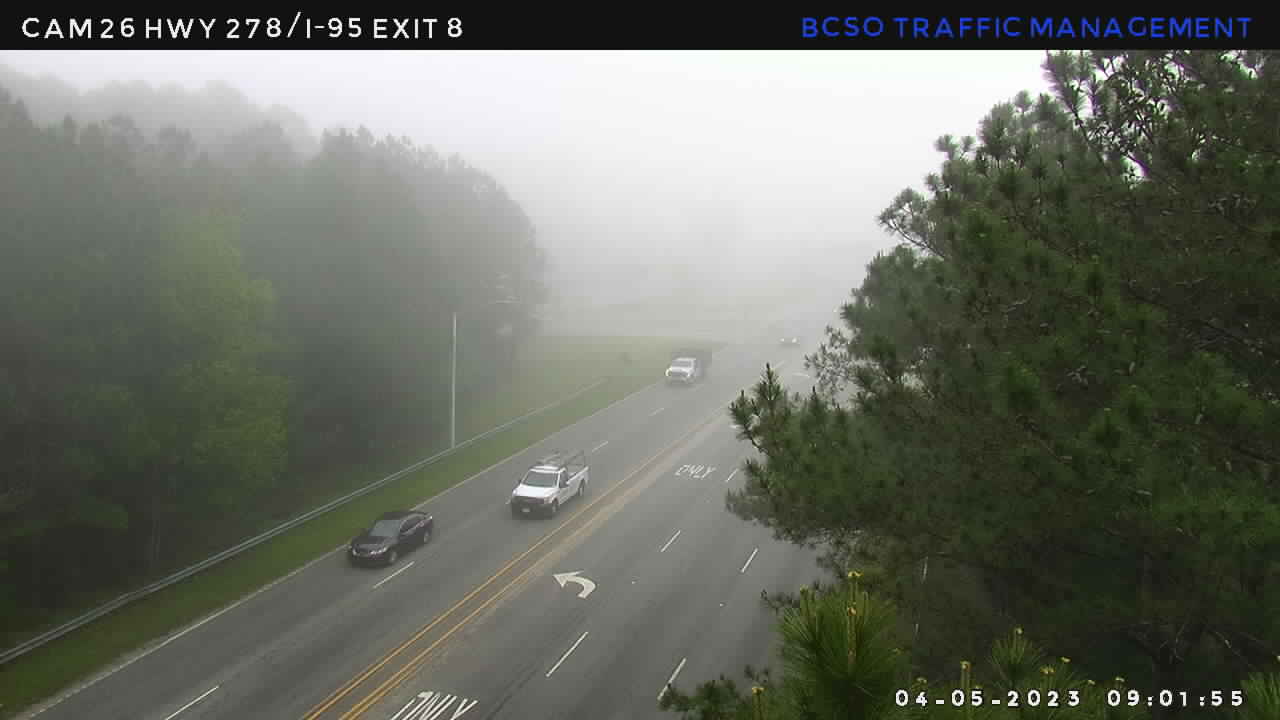 CAM 26 HWY 278/I-95 EXIT 8
BCSO TRAFFIC MANAGEMENT
ONLY
ONLY
04-05-2023 09:01:55